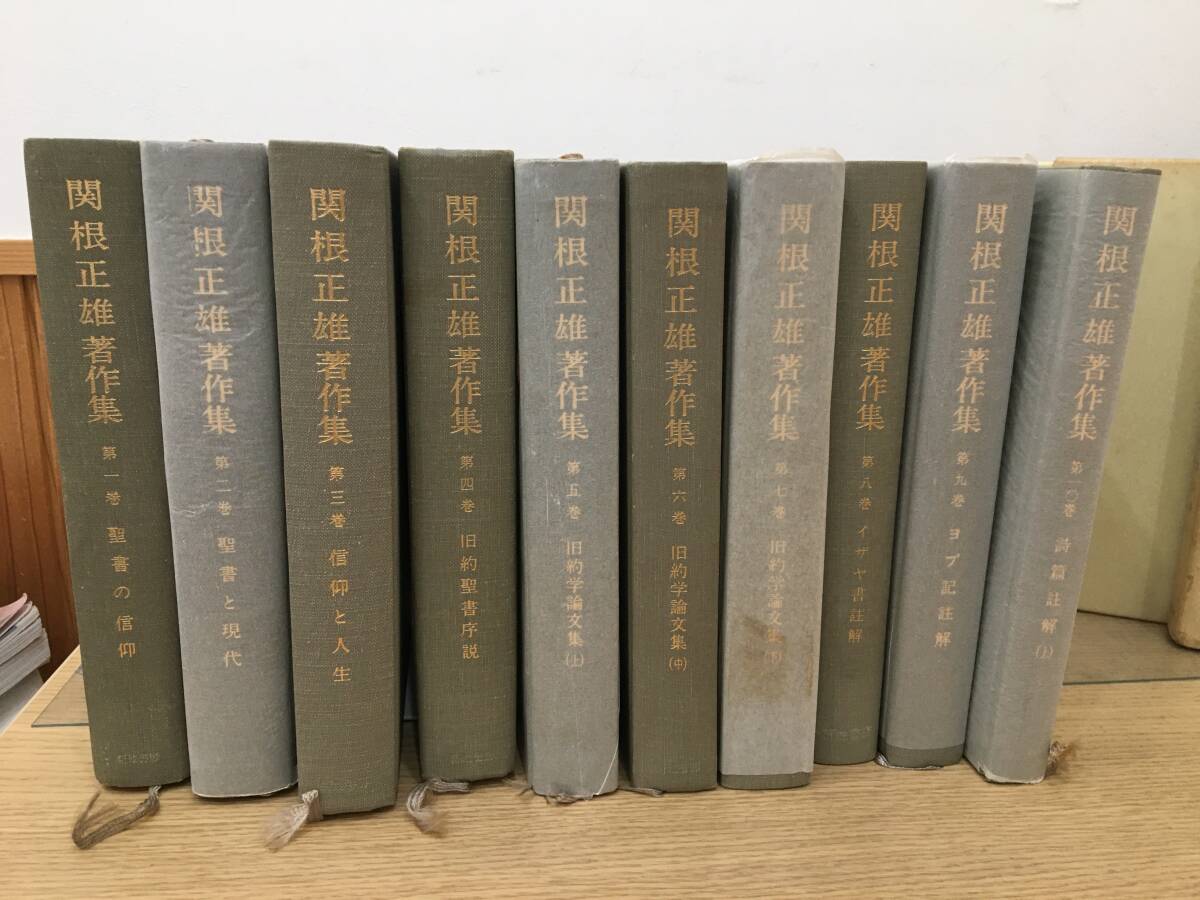 関根正雄著作集 第一巻 聖書の信仰
関根正雄著作集 第二巻 聖書と現代
関根正雄著作集 第三巻 信仰と人生
関根正雄著作集 第四巻 旧約聖書序説
関根正雄著作集 第五巻 旧約学論文集(上)
関根正雄著作集 第六巻 旧約学論文集(中)
関根正雄著作集 第七巻 旧約学論文集(下)
関根正雄著作集 第八巻 イザヤ書註解
関根正雄著作集 第九巻 ヨブ記註解
関根正雄著作集 第一〇巻 詩篇註解(上)